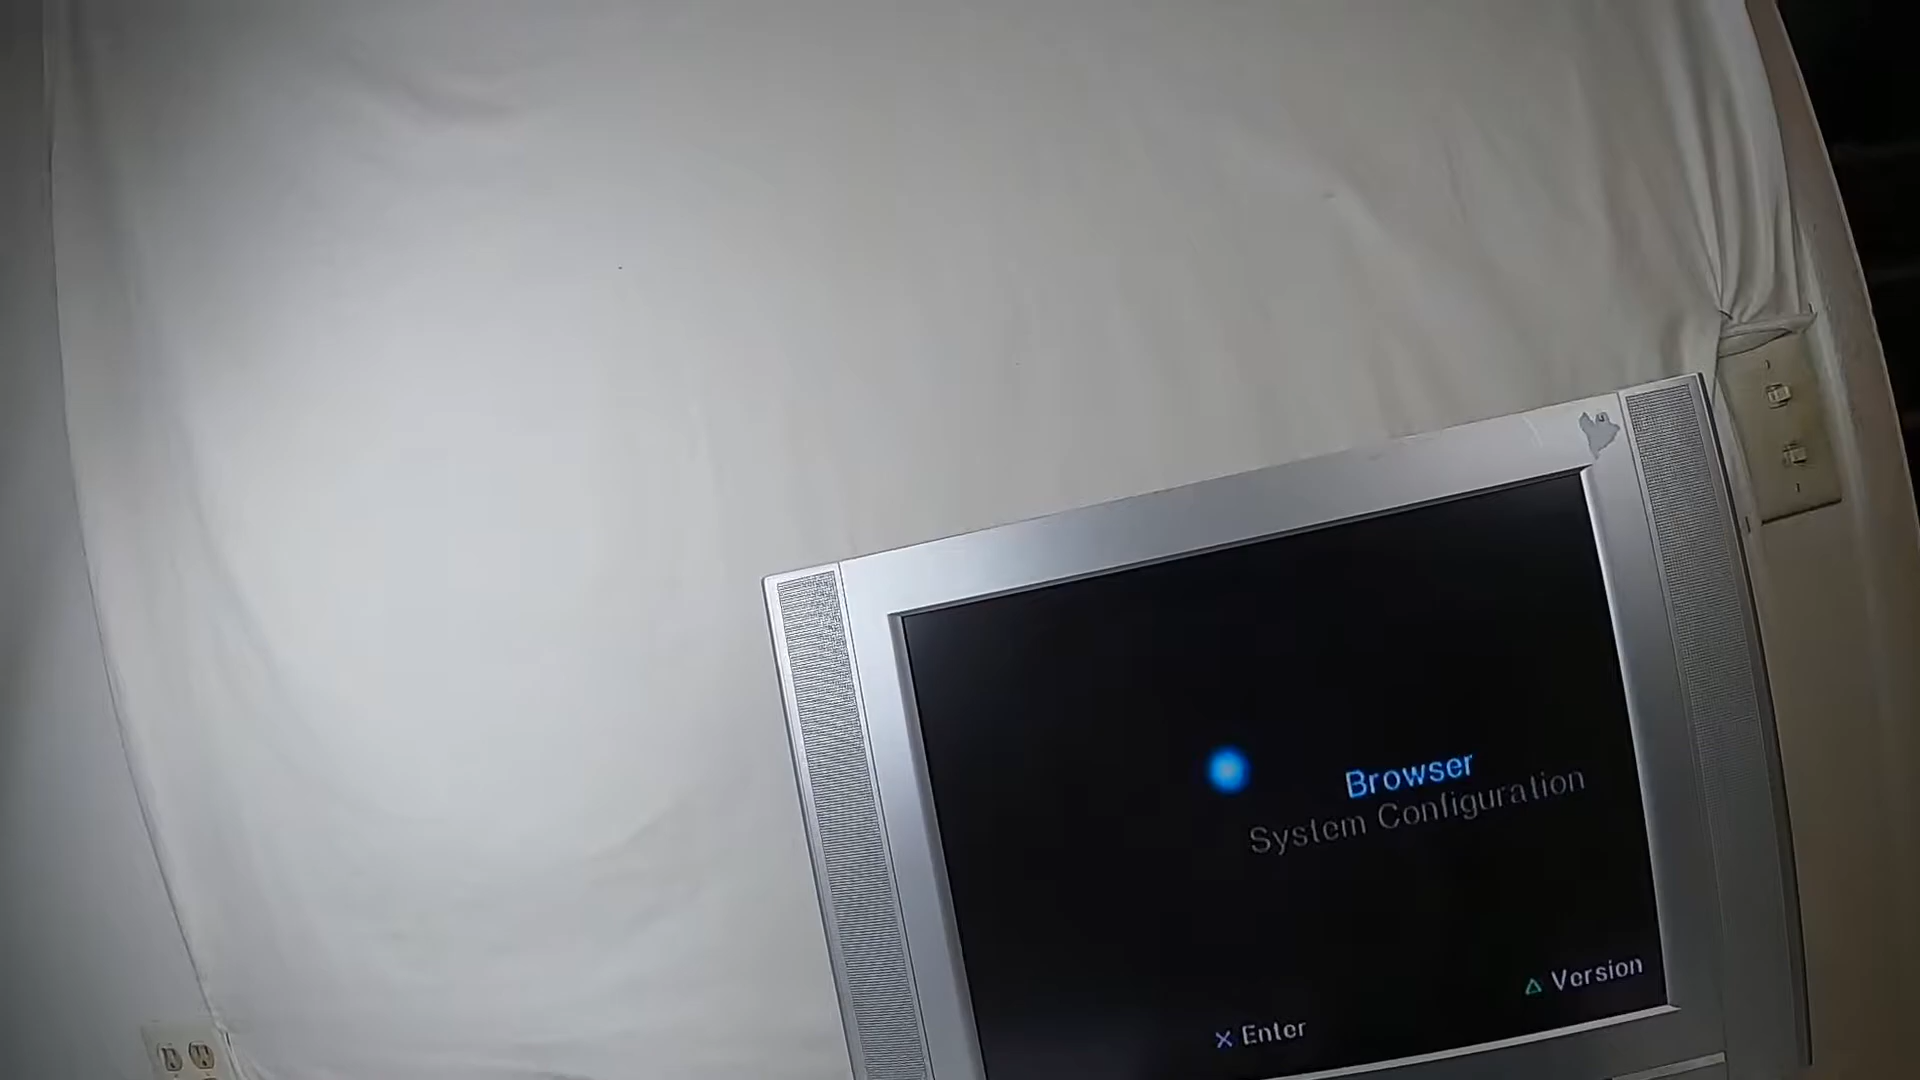 Browser
System Configuration
△ Version
✕ Enter